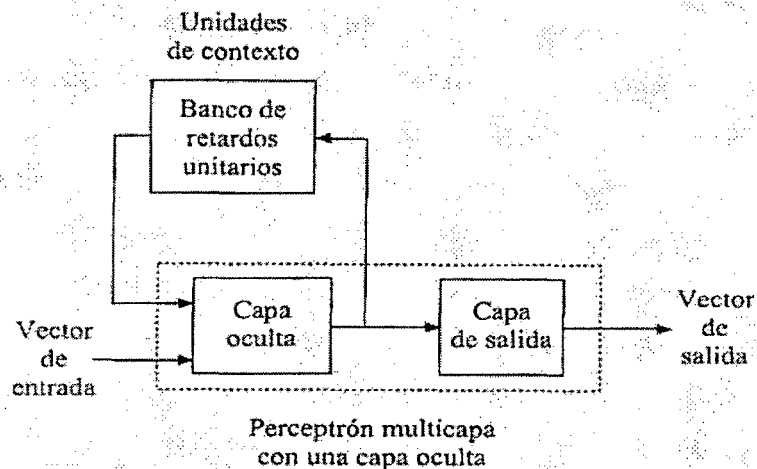 Unidades
de contexto
Banco de
retardos
unitarios
Capa
oculta
Capa
de salida
Vector
de
entrada
Vector
de
salida
Perceptrón multicapa
con una capa oculta